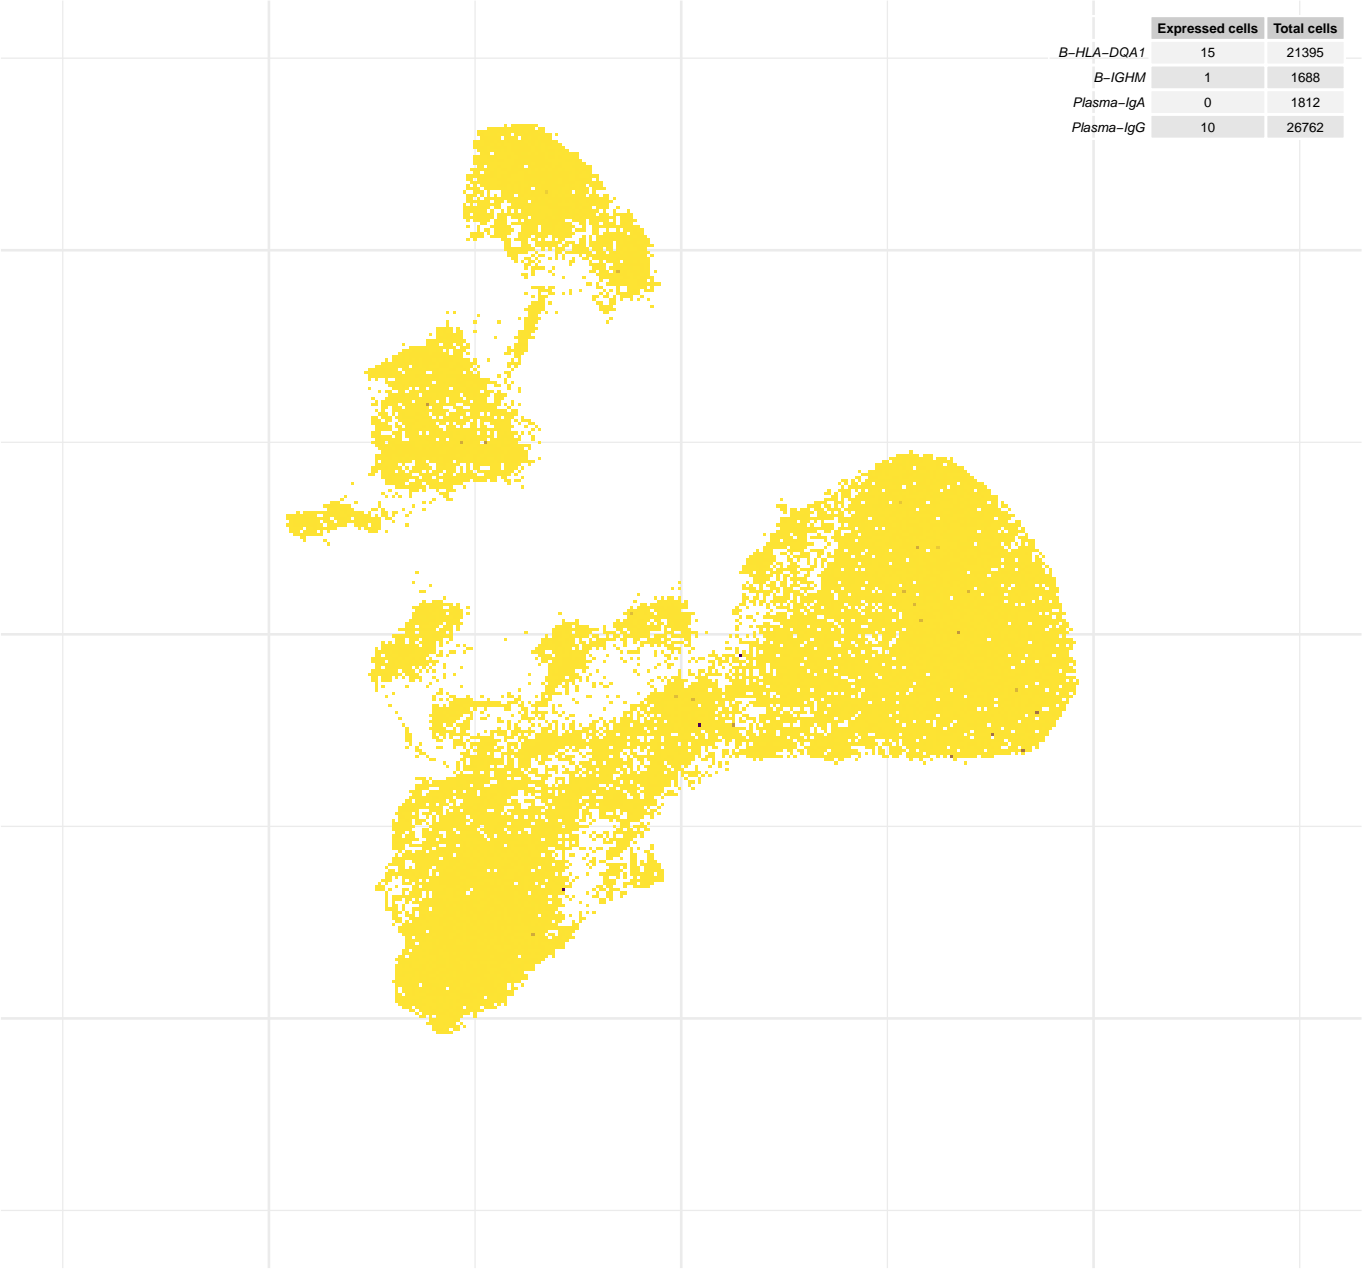 Expressed cells Total cells
B−HLA−DQA1 15 21395
B−IGHM 1 1688
Plasma−IgA 0 1812
Plasma−IgG 10 26762